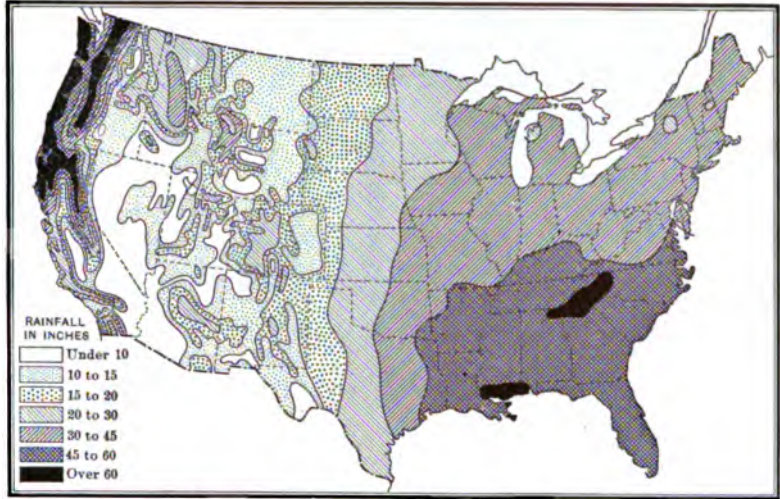 RAINFALL
IN INCHES
Under 10
10 to 15
15 to 20
20 to 30
30 to 45
45 to 60
Over 60